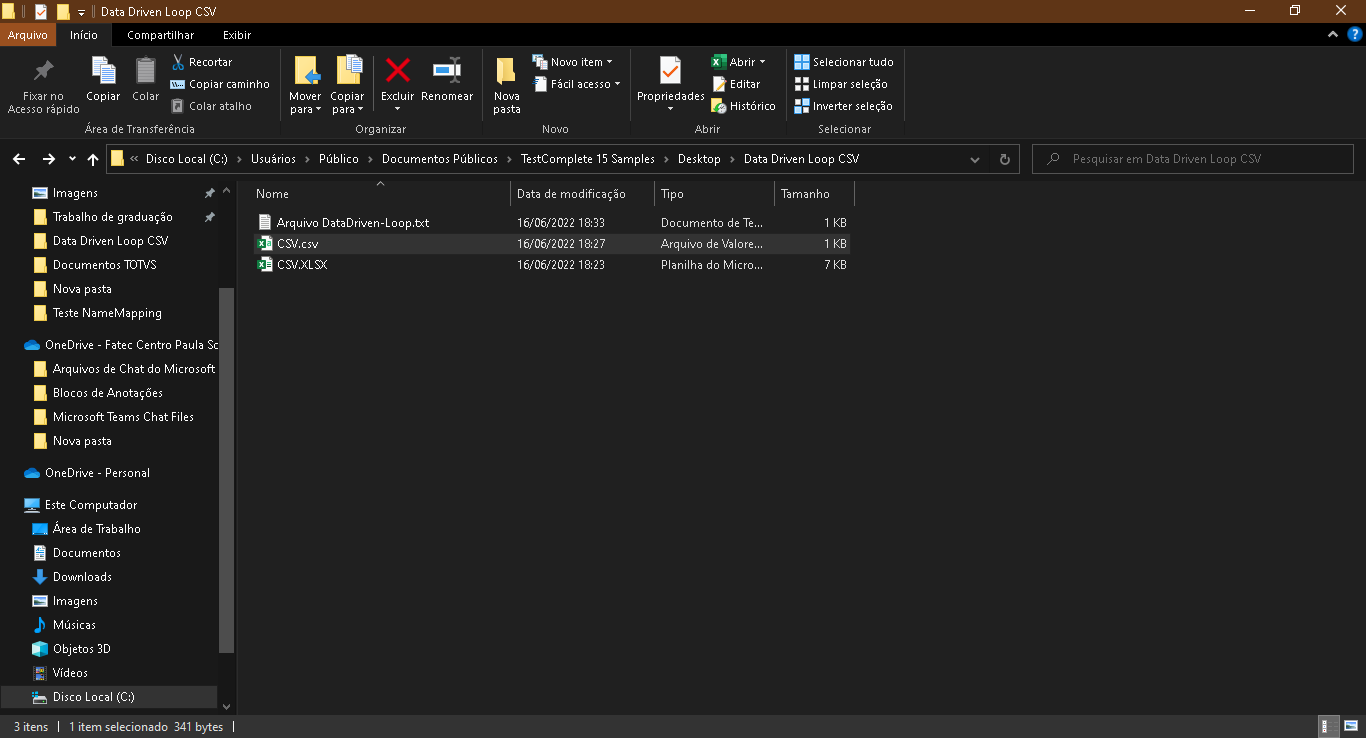 Data Driven Loop CSV
Arquivo Início Compartilhar Exibir
Fixar no Acesso rápido
Copiar
Colar
Recortar
Copiar caminho
Colar atalho
Área de Transferência
Mover para
Copiar para
Excluir
Renomear
Organizar
Nova pasta
Novo item
Fácil acesso
Novo
Propriedades
Abrir
Editar
Histórico
Abrir
Selecionar tudo
Limpar seleção
Inverter seleção
Selecionar
« Disco Local (C:) › Usuários › Público › Documentos Públicos › TestComplete 15 Samples › Desktop › Data Driven Loop CSV
Pesquisar em Data Driven Loop CSV
Imagens
Trabalho de graduação
Data Driven Loop CSV
Documentos TOTVS
Nova pasta
Teste NameMapping
OneDrive - Fatec Centro Paula So
Arquivos de Chat do Microsoft
Blocos de Anotações
Microsoft Teams Chat Files
Nova pasta
OneDrive - Personal
Este Computador
Área de Trabalho
Documentos
Downloads
Imagens
Músicas
Objetos 3D
Vídeos
Disco Local (C:)
Nome Data de modificação Tipo Tamanho
Arquivo DataDriven-Loop.txt 16/06/2022 18:33 Documento de Te... 1 KB
CSV.csv 16/06/2022 18:27 Arquivo de Valore... 1 KB
CSV.XLSX 16/06/2022 18:23 Planilha do Micro... 7 KB
3 itens 1 item selecionado 341 bytes